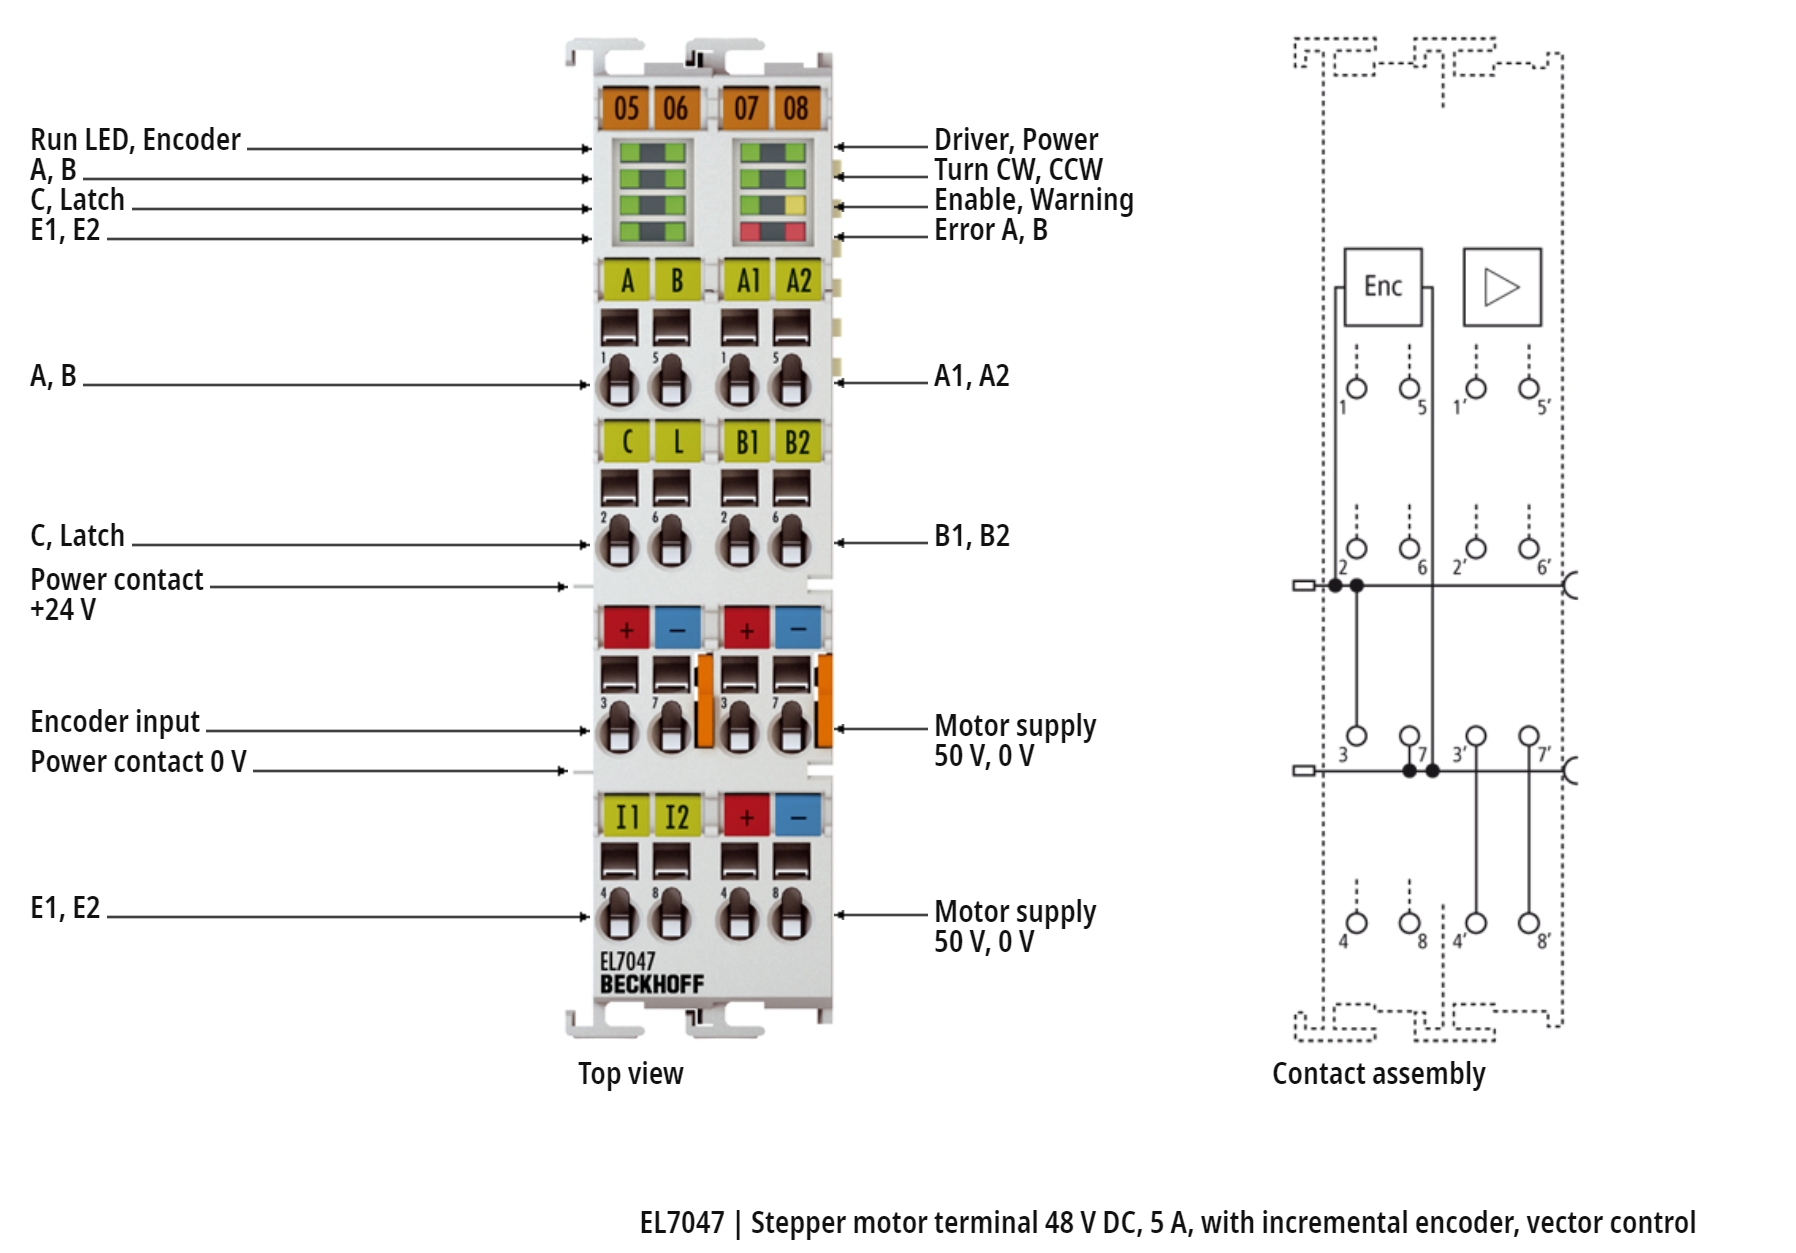 Run LED, Encoder
A, B
C, Latch
E1, E2
A, B
C, Latch
Power contact
+24 V
Encoder input
Power contact 0 V
E1, E2
05 06 07 08
A B A1 A2
1 5 1 5
C L B1 B2
2 6 2 6
+ − + −
3 7 3 7
I1 I2 + −
4 8 4 8
EL7047
BECKHOFF
Driver, Power
Turn CW, CCW
Enable, Warning
Error A, B
A1, A2
B1, B2
Motor supply
50 V, 0 V
Motor supply
50 V, 0 V
Top view
Enc
1 5 1' 5'
2 6 2' 6'
3 7 3' 7'
4 8 4' 8'
Contact assembly
EL7047 | Stepper motor terminal 48 V DC, 5 A, with incremental encoder, vector control